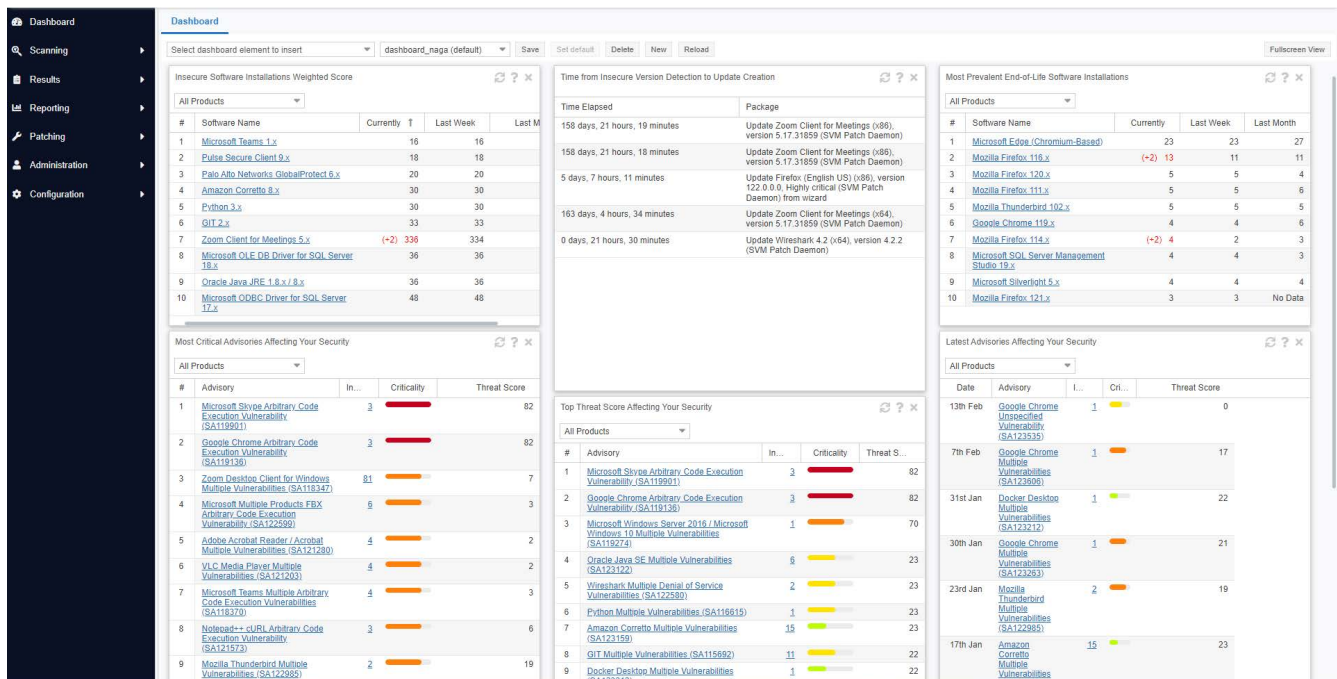 Dashboard
Scanning
Results
Reporting
Patching
Administration
Configuration
Dashboard
Select dashboard element to insert
dashboard_naga (default)
Save
Set default
Delete
New
Reload
Fullscreen View
Insecure Software Installations Weighted Score
All Products
# Software Name Currently ↑ Last Week Last M
1 Microsoft Teams 1.x 16 16
2 Pulse Secure Client 9.x 18 18
3 Palo Alto Networks GlobalProtect 6.x 20 20
4 Amazon Corretto 8.x 30 30
5 Python 3.x 30 30
6 GIT 2.x 33 33
7 Zoom Client for Meetings 5.x (+2) 336 334
8 Microsoft OLE DB Driver for SQL Server 36 36
18.x
9 Oracle Java JRE 1.8.x / 8.x 36 36
10 Microsoft ODBC Driver for SQL Server 48 48
17.x
Time from Insecure Version Detection to Update Creation
Time Elapsed Package
158 days, 21 hours, 19 minutes Update Zoom Client for Meetings (x86),
version 5.17.31859 (SVM Patch Daemon)
158 days, 21 hours, 18 minutes Update Zoom Client for Meetings (x86),
version 5.17.31859 (SVM Patch Daemon)
5 days, 7 hours, 11 minutes Update Firefox (English US) (x86), version
122.0.0.0, Highly critical (SVM Patch
Daemon) from wizard
163 days, 4 hours, 34 minutes Update Zoom Client for Meetings (x64),
version 5.17.31859 (SVM Patch Daemon)
0 days, 21 hours, 30 minutes Update Wireshark 4.2 (x64), version 4.2.2
(SVM Patch Daemon)
Most Prevalent End-of-Life Software Installations
All Products
# Software Name Currently Last Week Last Month
1 Microsoft Edge (Chromium-Based) 23 23 27
2 Mozilla Firefox 116.x (+2) 13 11 11
3 Mozilla Firefox 120.x 5 5 4
4 Mozilla Firefox 111.x 5 5 6
5 Mozilla Thunderbird 102.x 5 5 5
6 Google Chrome 119.x 4 4 6
7 Mozilla Firefox 114.x (+2) 4 2 3
8 Microsoft SQL Server Management 4 4 3
Studio 19.x
9 Microsoft Silverlight 5.x 4 4 4
10 Mozilla Firefox 121.x 3 3 No Data
Most Critical Advisories Affecting Your Security
All Products
# Advisory In... Criticality Threat Score
1 Microsoft Skype Arbitrary Code 3 82
Execution Vulnerability
(SA119901)
2 Google Chrome Arbitrary Code 3 82
Execution Vulnerability
(SA119136)
3 Zoom Desktop Client for Windows 81 7
Multiple Vulnerabilities (SA118347)
4 Microsoft Multiple Products FBX 6 3
Arbitrary Code Execution
Vulnerability (SA122599)
5 Adobe Acrobat Reader / Acrobat 4 2
Multiple Vulnerabilities (SA121280)
6 VLC Media Player Multiple 4 2
Vulnerabilities (SA121203)
7 Microsoft Teams Multiple Arbitrary 4 3
Code Execution Vulnerabilities
(SA118370)
8 Notepad++ cURL Arbitrary Code 3 6
Execution Vulnerability
(SA121573)
9 Mozilla Thunderbird Multiple 2 19
Vulnerabilities (SA122985)
Top Threat Score Affecting Your Security
All Products
# Advisory In... Criticality Threat S...
1 Microsoft Skype Arbitrary Code Execution 3 82
Vulnerability (SA119901)
2 Google Chrome Arbitrary Code Execution 3 82
Vulnerability (SA119136)
3 Microsoft Windows Server 2016 / Microsoft 1 70
Windows 10 Multiple Vulnerabilities
(SA119274)
4 Oracle Java SE Multiple Vulnerabilities 6 23
(SA123122)
5 Wireshark Multiple Denial of Service 2 23
Vulnerabilities (SA122580)
6 Python Multiple Vulnerabilities (SA116615) 1 23
7 Amazon Corretto Multiple Vulnerabilities 15 23
(SA123159)
8 GIT Multiple Vulnerabilities (SA115692) 11 22
9 Docker Desktop Multiple Vulnerabilities 1 22
Latest Advisories Affecting Your Security
All Products
Date Advisory I... Cri... Threat Score
13th Feb Google Chrome 1 0
Unspecified
Vulnerability
(SA123535)
7th Feb Google Chrome 1 17
Multiple
Vulnerabilities
(SA123606)
31st Jan Docker Desktop 1 22
Multiple
Vulnerabilities
(SA123212)
30th Jan Google Chrome 1 21
Multiple
Vulnerabilities
(SA123263)
23rd Jan Mozilla 2 19
Thunderbird
Multiple
Vulnerabilities
(SA122985)
17th Jan Amazon 15 23
Corretto
Multiple
Vulnerabilities